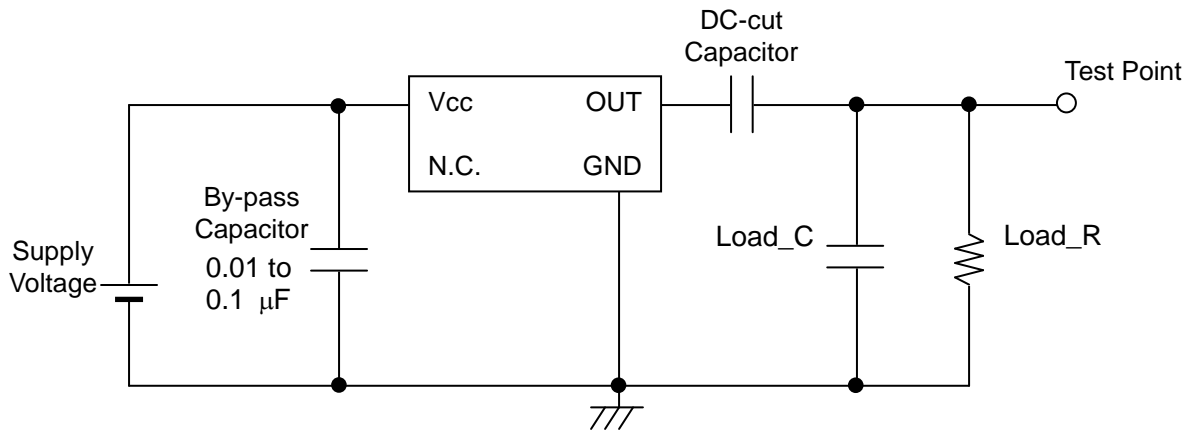 DC-cut
Capacitor
Test Point
Vcc
OUT
N.C.
GND
By-pass
Capacitor
0.01 to
0.1 μF
Supply
Voltage
Load_C
Load_R